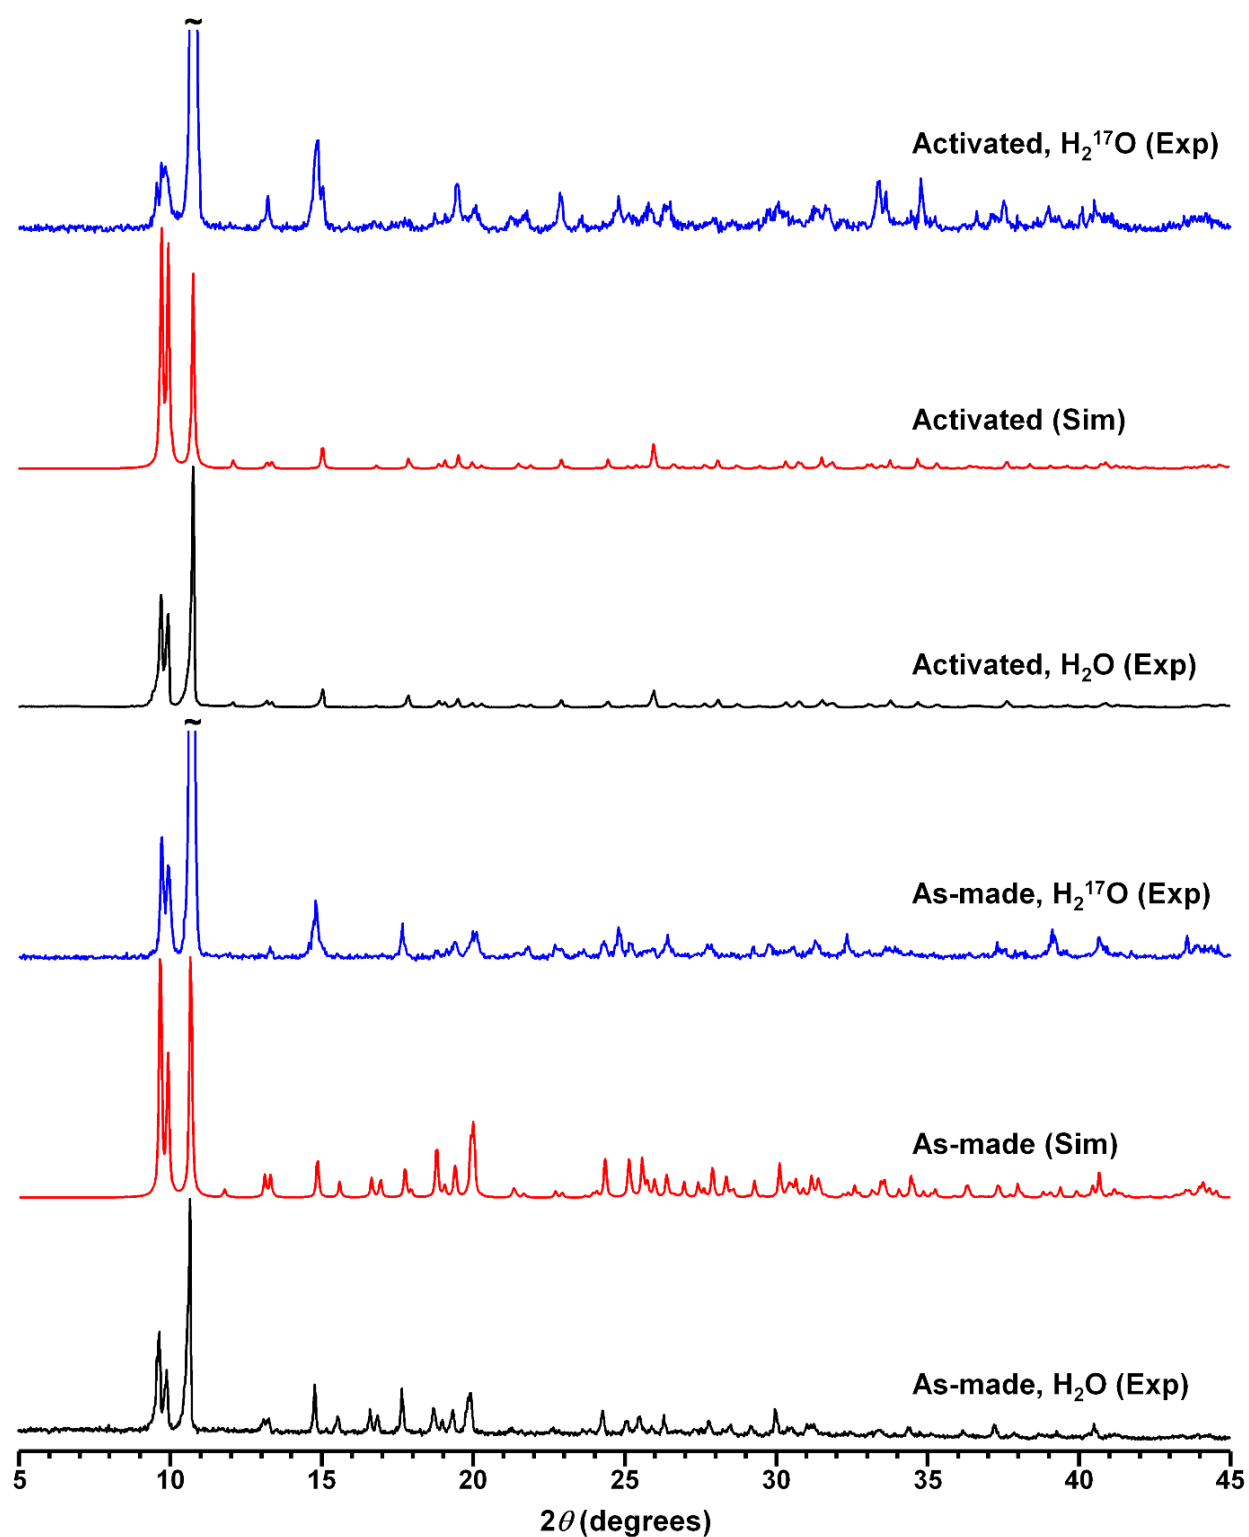 ~
Activated, H₂¹⁷O (Exp)
Activated (Sim)
Activated, H₂O (Exp)
~
As-made, H₂¹⁷O (Exp)
As-made (Sim)
As-made, H₂O (Exp)
5 10 15 20 25 30 35 40 45
2θ (degrees)